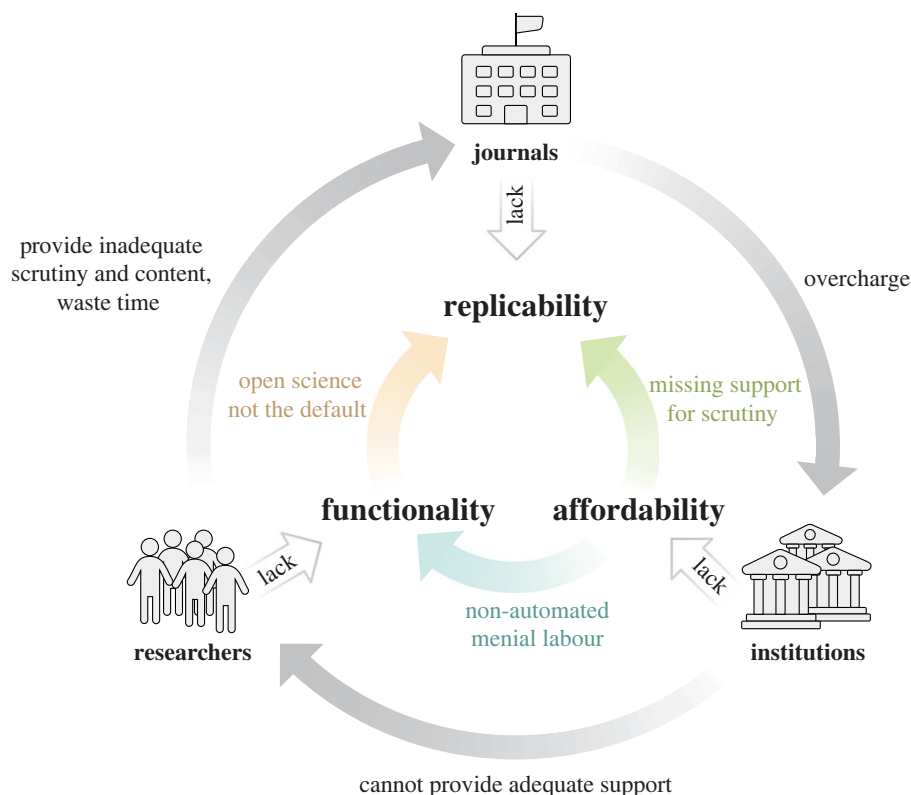 journals
lack
provide inadequate
scrutiny and content,
waste time
overcharge
replicability
open science
not the default
missing support
for scrutiny
functionality
affordability
lack
lack
non-automated
menial labour
researchers
institutions
cannot provide adequate support